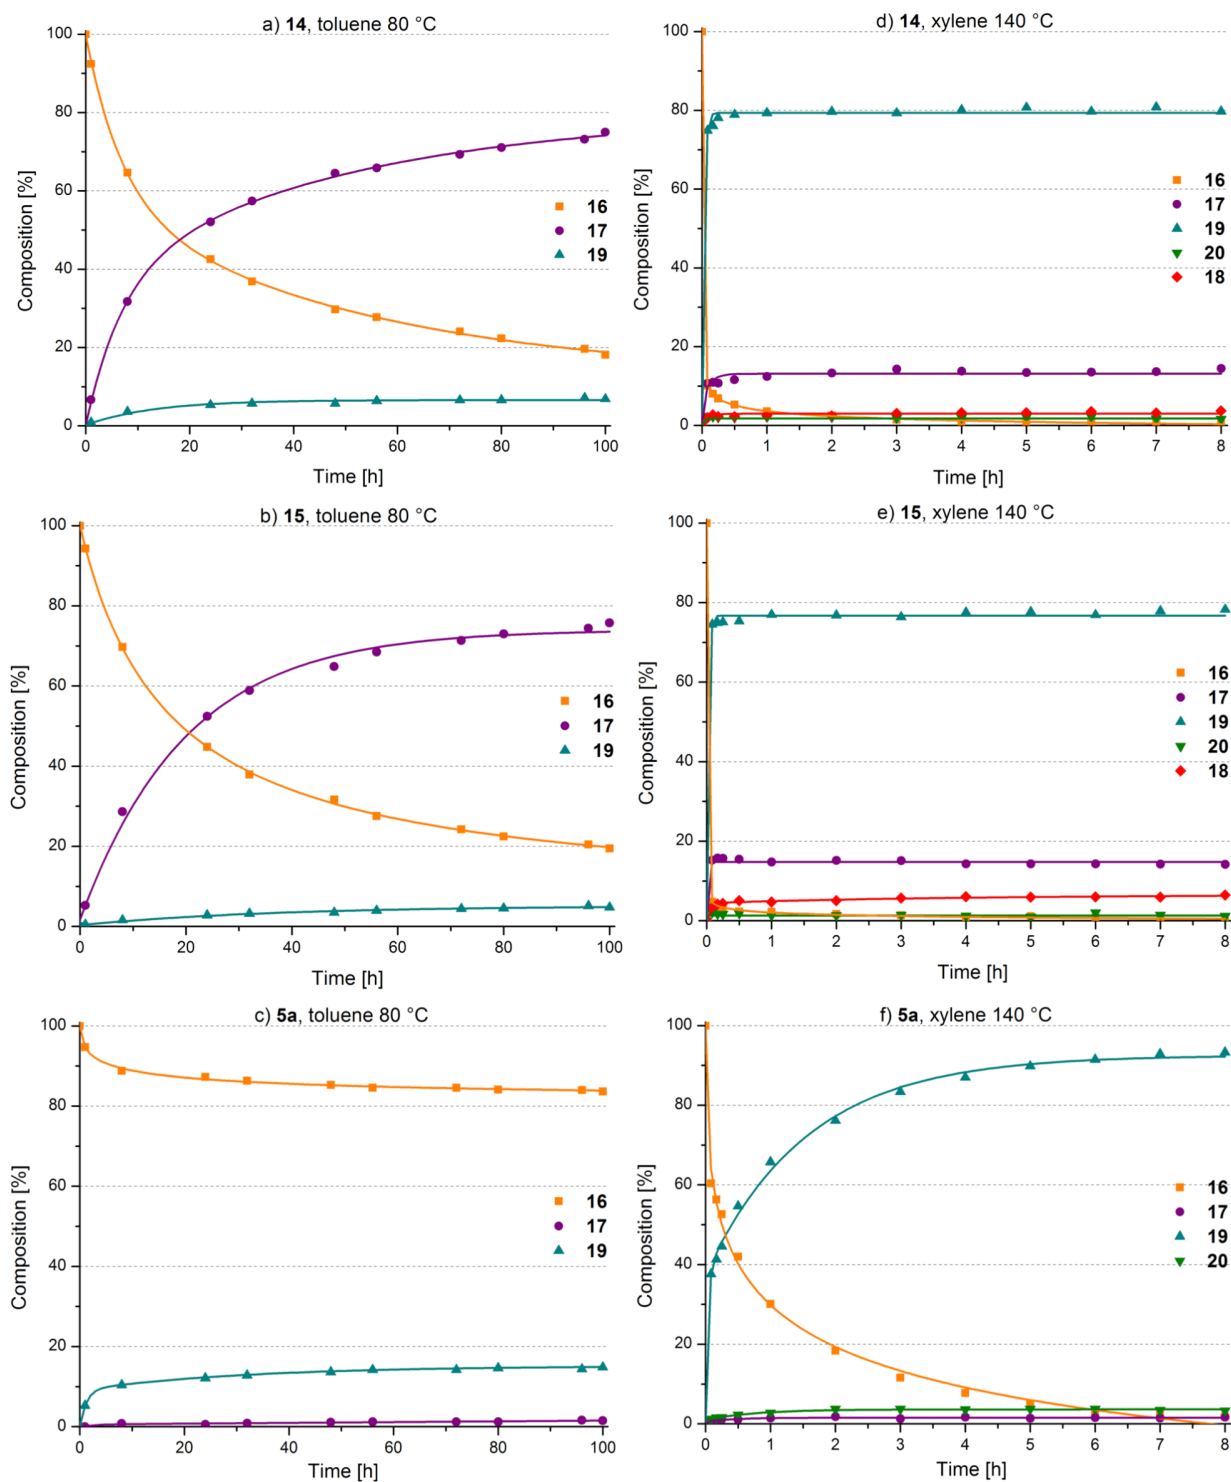 a) 14, toluene 80 °C
Composition [%]
100
80
60
40
20
0
16
17
19
0 20 40 60 80 100
Time [h]
d) 14, xylene 140 °C
Composition [%]
100
80
60
40
20
0
16
17
19
20
18
0 1 2 3 4 5 6 7 8
Time [h]
b) 15, toluene 80 °C
Composition [%]
100
80
60
40
20
0
16
17
19
0 20 40 60 80 100
Time [h]
e) 15, xylene 140 °C
Composition [%]
100
80
60
40
20
0
16
17
19
20
18
0 1 2 3 4 5 6 7 8
Time [h]
c) 5a, toluene 80 °C
Composition [%]
100
80
60
40
20
0
16
17
19
0 20 40 60 80 100
Time [h]
f) 5a, xylene 140 °C
Composition [%]
100
80
60
40
20
0
16
17
19
20
0 1 2 3 4 5 6 7 8
Time [h]